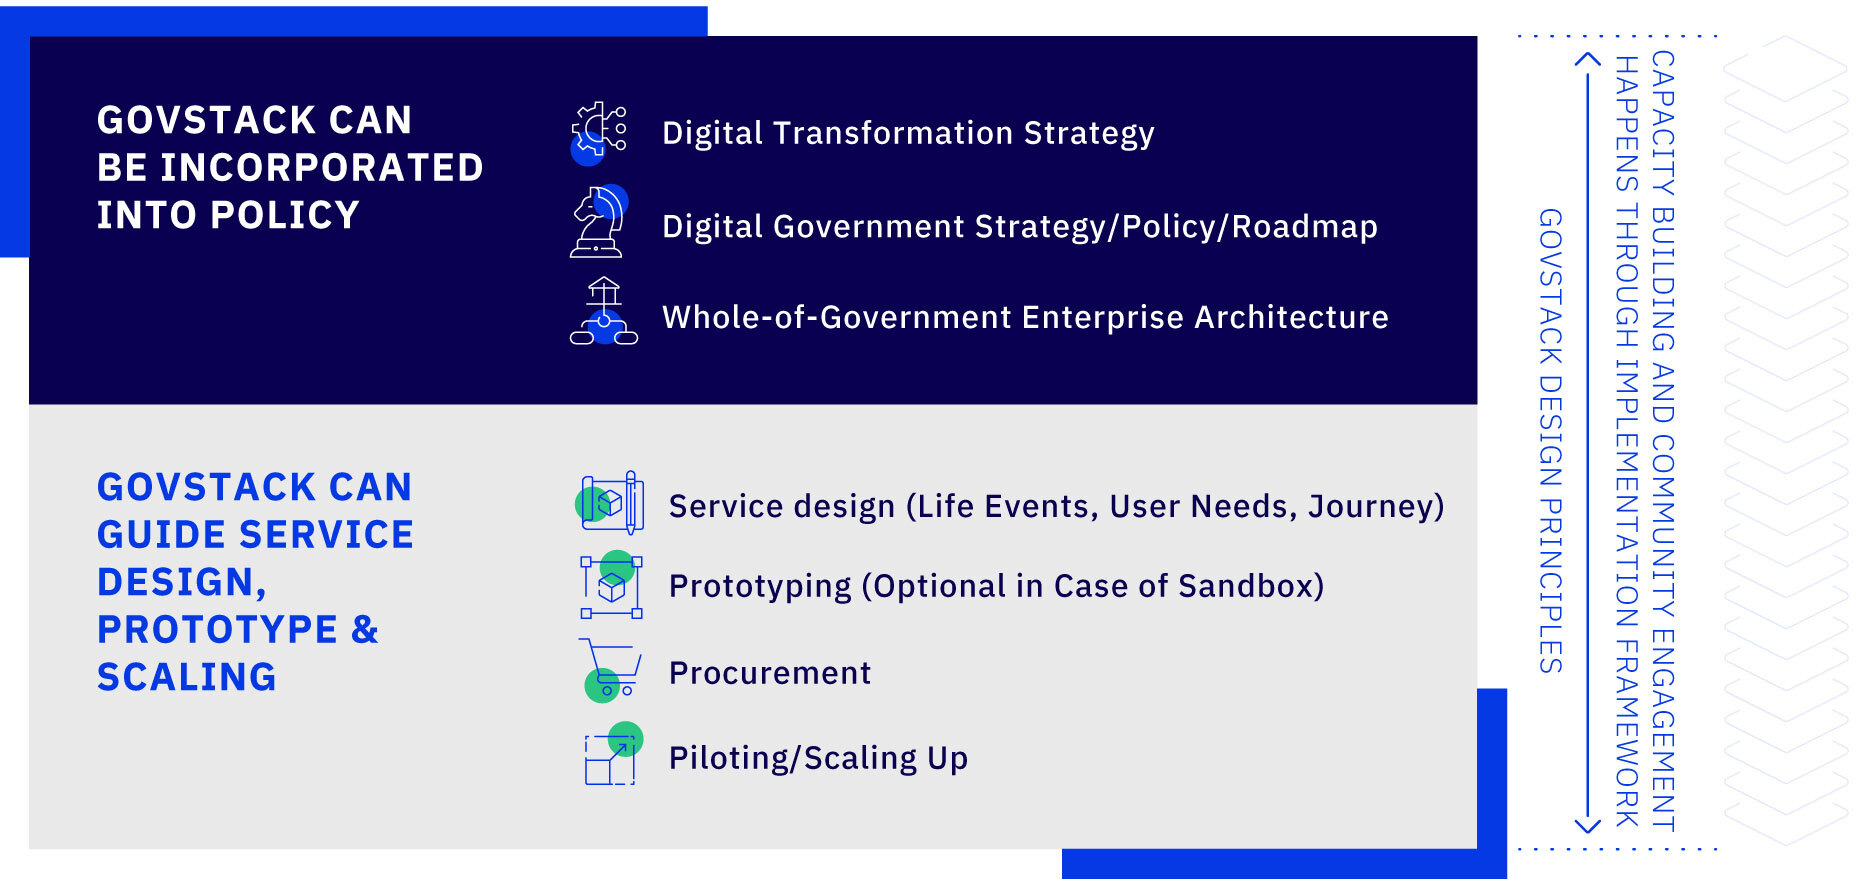 GOVSTACK CAN
BE INCORPORATED
INTO POLICY
Digital Transformation Strategy
Digital Government Strategy/Policy/Roadmap
Whole-of-Government Enterprise Architecture
GOVSTACK CAN
GUIDE SERVICE
DESIGN,
PROTOTYPE &
SCALING
Service design (Life Events, User Needs, Journey)
Prototyping (Optional in Case of Sandbox)
Procurement
Piloting/Scaling Up
GOVSTACK DESIGN PRINCIPLES
CAPACITY BUILDING AND COMMUNITY ENGAGEMENT
HAPPENS THROUGH IMPLEMENTATION FRAMEWORK